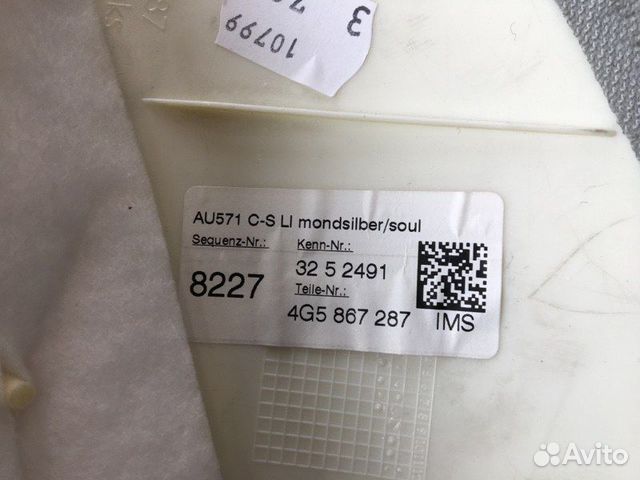 3
10799
AU571 C-S LI mondsilber/soul
Sequenz-Nr.: Kenn-Nr.:
8227 32 5 2491
Teile-Nr.:
4G5 867 287 IMS
Avito